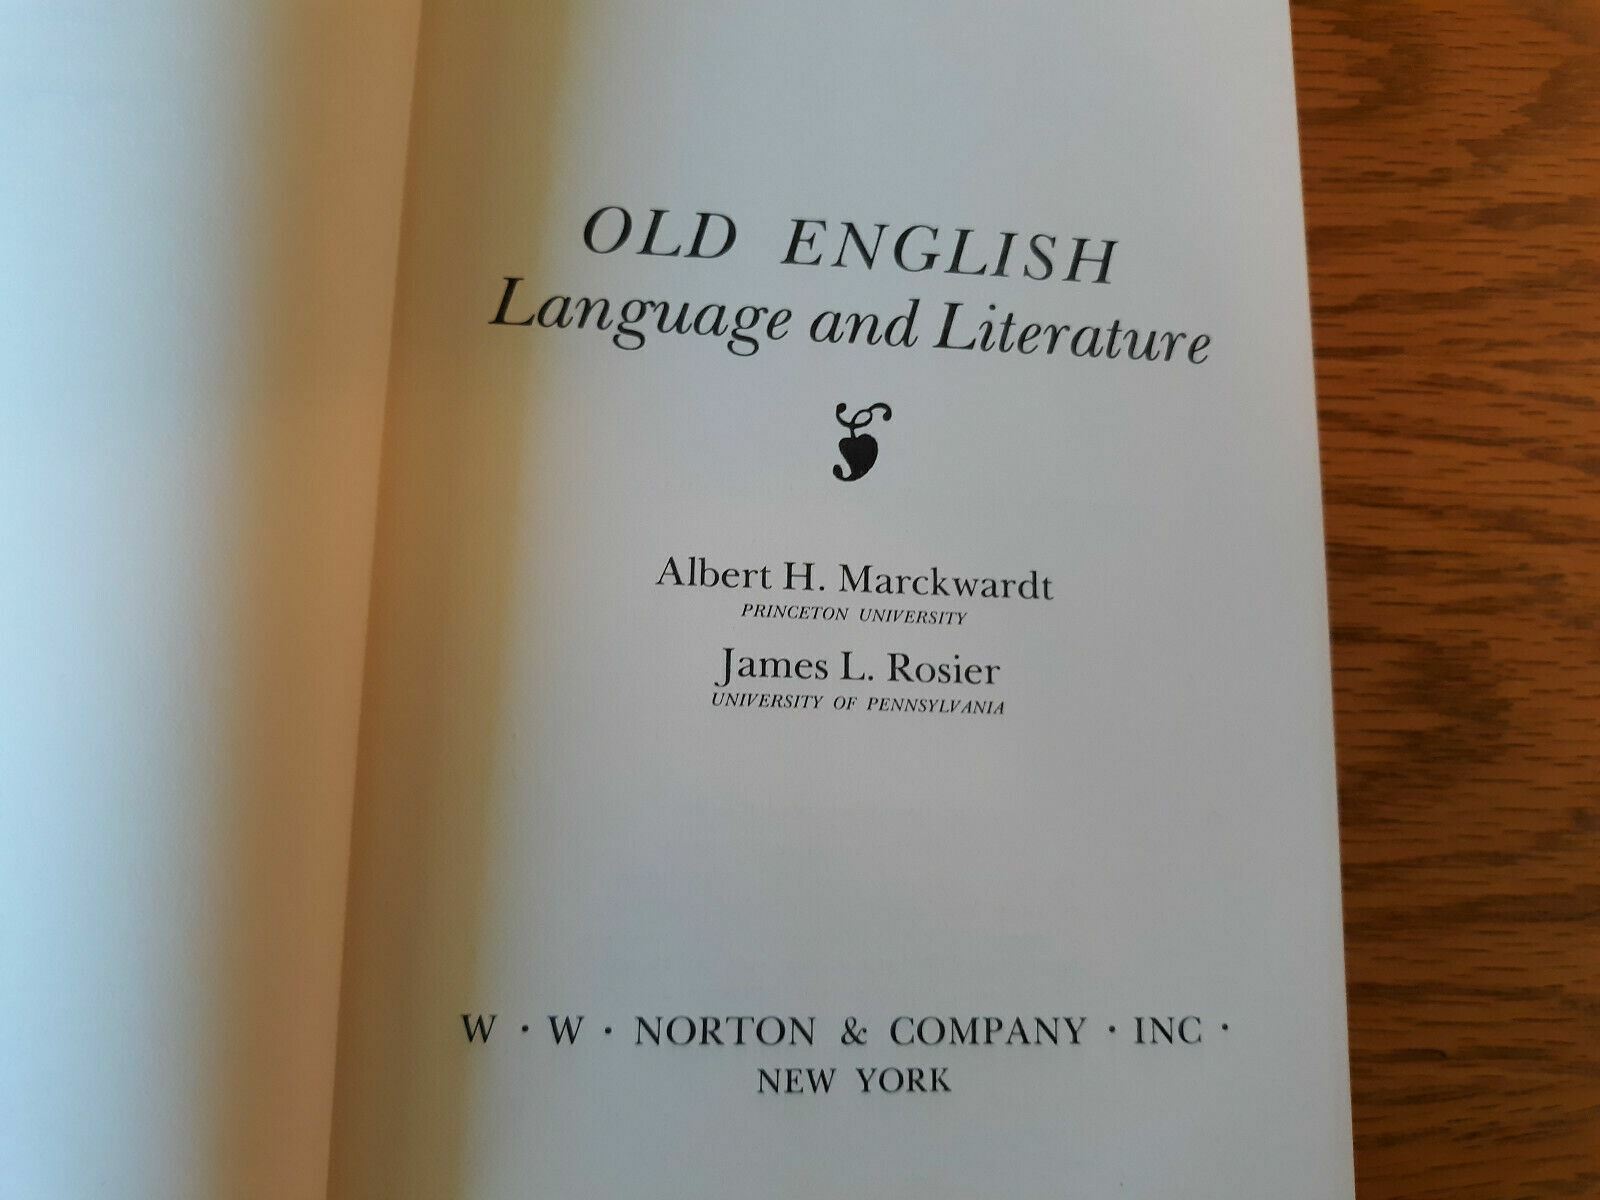 OLD ENGLISH
Language and Literature
Albert H. Marckwardt
PRINCETON UNIVERSITY
James L. Rosier
UNIVERSITY OF PENNSYLVANIA
W · W · NORTON & COMPANY · INC ·
NEW YORK